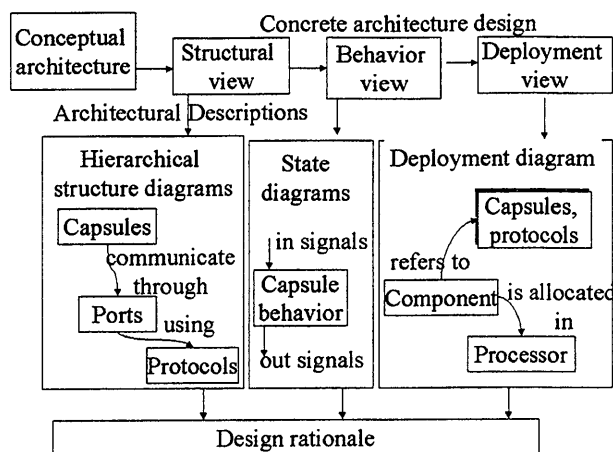 Concrete architecture design
Conceptual
architecture
Structural
view
Behavior
view
Deployment
view
Architectural Descriptions
Hierarchical
structure diagrams
Capsules
communicate
through
Ports
using
Protocols
State
diagrams
in signals
Capsule
behavior
out signals
Deployment diagram
Capsules,
protocols
refers to
Component
is allocated
in
Processor
Design rationale